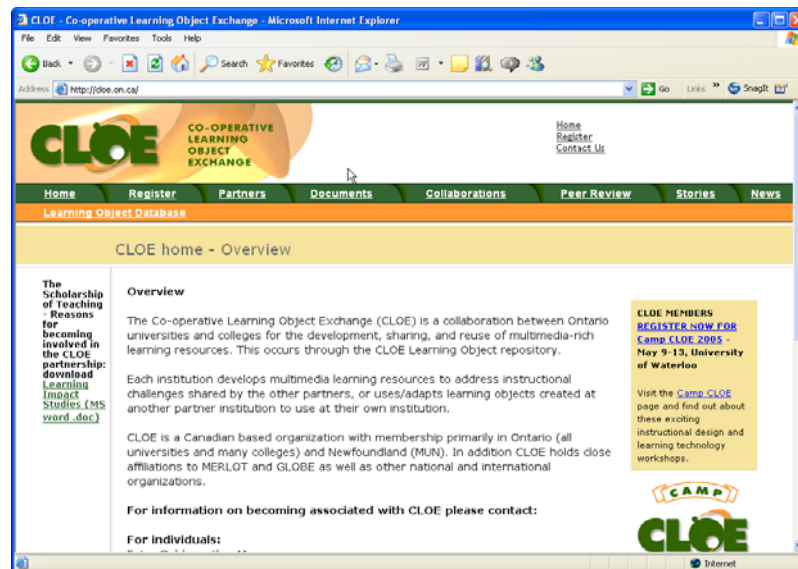 CLOE - Co-operative Learning Object Exchange - Microsoft Internet Explorer
File Edit View Favorites Tools Help
Back Search Favorites
Address http://cloe.on.ca/ Go Links » SnagIt
CLOE
CO-OPERATIVE
LEARNING
OBJECT
EXCHANGE
Home
Register
Contact Us
Home Register Partners Documents Collaborations Peer Review Stories News
Learning Object Database
CLOE home - Overview
The
Scholarship
of Teaching
- Reasons
for
becoming
involved in
the CLOE
partnership:
download
Learning
Impact
Studies (MS
word .doc)
Overview
The Co-operative Learning Object Exchange (CLOE) is a collaboration between Ontario
universities and colleges for the development, sharing, and reuse of multimedia-rich
learning resources. This occurs through the CLOE Learning Object repository.
Each institution develops multimedia learning resources to address instructional
challenges shared by the other partners, or uses/adapts learning objects created at
another partner institution to use at their own institution.
CLOE is a Canadian based organization with membership primarily in Ontario (all
universities and many colleges) and Newfoundland (MUN). In addition CLOE holds close
affiliations to MERLOT and GLOBE as well as other national and international
organizations.
For information on becoming associated with CLOE please contact:
For individuals:
CLOE MEMBERS
REGISTER NOW FOR
Camp CLOE 2005 -
May 9-13, University
of Waterloo
Visit the Camp CLOE
page and find out about
these exciting
instructional design and
learning technology
workshops.
CAMP
CLOE
Internet